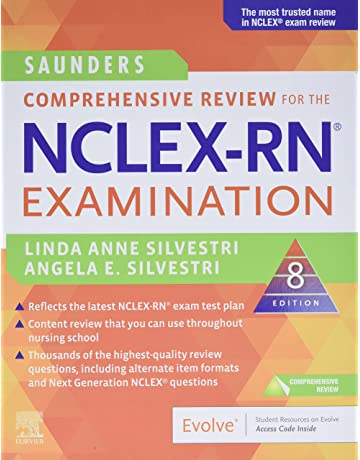 The most trusted name
in NCLEX® exam review
SAUNDERS
COMPREHENSIVE REVIEW FOR THE
NCLEX-RN®
EXAMINATION
LINDA ANNE SILVESTRI
ANGELA E. SILVESTRI
8
EDITION
Reflects the latest NCLEX-RN® exam test plan
Content review that you can use throughout
nursing school
Thousands of the highest-quality review
questions, including alternate item formats
and Next Generation NCLEX® questions
COMPREHENSIVE
REVIEW
ELSEVIER
Evolve®
Student Resources on Evolve
Access Code Inside